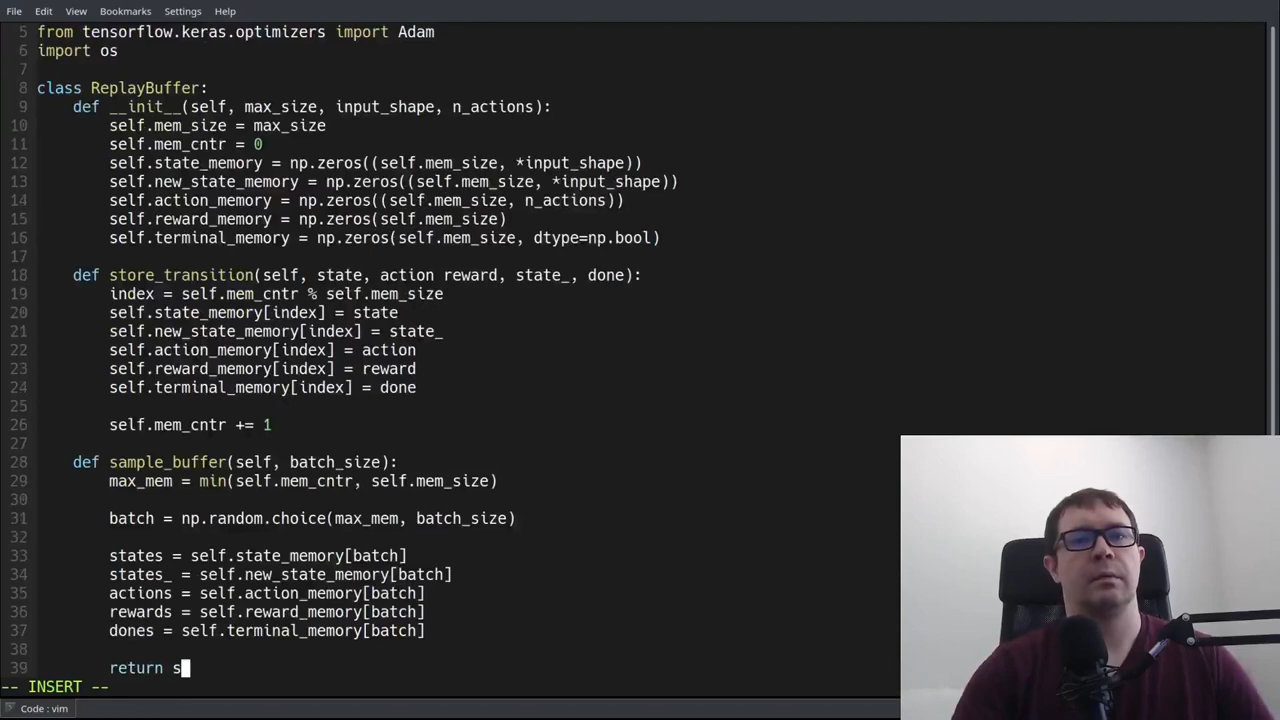 File Edit View Bookmarks Settings Help
5 from tensorflow.keras.optimizers import Adam
6 import os
7
8 class ReplayBuffer:
9     def __init__(self, max_size, input_shape, n_actions):
10         self.mem_size = max_size
11         self.mem_cntr = 0
12         self.state_memory = np.zeros((self.mem_size, *input_shape))
13         self.new_state_memory = np.zeros((self.mem_size, *input_shape))
14         self.action_memory = np.zeros((self.mem_size, n_actions))
15         self.reward_memory = np.zeros(self.mem_size)
16         self.terminal_memory = np.zeros(self.mem_size, dtype=np.bool)
17
18     def store_transition(self, state, action reward, state_, done):
19         index = self.mem_cntr % self.mem_size
20         self.state_memory[index] = state
21         self.new_state_memory[index] = state_
22         self.action_memory[index] = action
23         self.reward_memory[index] = reward
24         self.terminal_memory[index] = done
25
26         self.mem_cntr += 1
27
28     def sample_buffer(self, batch_size):
29         max_mem = min(self.mem_cntr, self.mem_size)
30
31         batch = np.random.choice(max_mem, batch_size)
32
33         states = self.state_memory[batch]
34         states_ = self.new_state_memory[batch]
35         actions = self.action_memory[batch]
36         rewards = self.reward_memory[batch]
37         dones = self.terminal_memory[batch]
38
39         return s
-- INSERT --
Code : vim